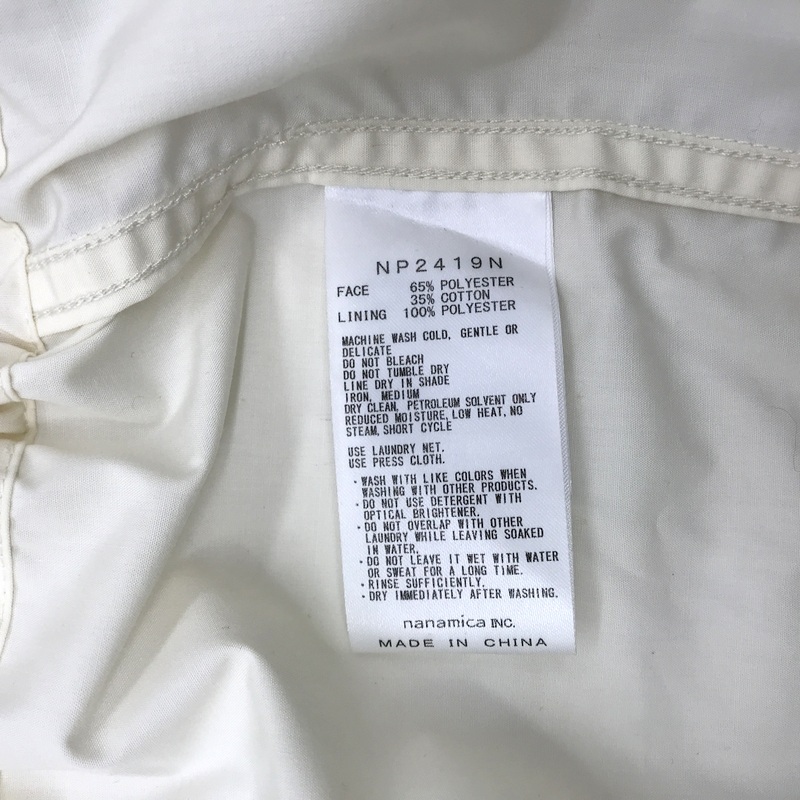 NP2419N
FACE 65% POLYESTER
35% COTTON
LINING 100% POLYESTER
MACHINE WASH COLD, GENTLE OR
DELICATE
DO NOT BLEACH
DO NOT TUMBLE DRY
LINE DRY IN SHADE
IRON, MEDIUM
DRY CLEAN, PETROLEUM SOLVENT ONLY
REDUCED MOISTURE, LOW HEAT, NO
STEAM, SHORT CYCLE
USE LAUNDRY NET.
USE PRESS CLOTH.
・WASH WITH LIKE COLORS WHEN
WASHING WITH OTHER PRODUCTS.
・DO NOT USE DETERGENT WITH
OPTICAL BRIGHTENER.
・DO NOT OVERLAP WITH OTHER
LAUNDRY WHILE LEAVING SOAKED
IN WATER.
・DO NOT LEAVE IT WET WITH WATER
OR SWEAT FOR A LONG TIME.
・RINSE SUFFICIENTLY.
・DRY IMMEDIATELY AFTER WASHING.
nanamica INC.
MADE IN CHINA